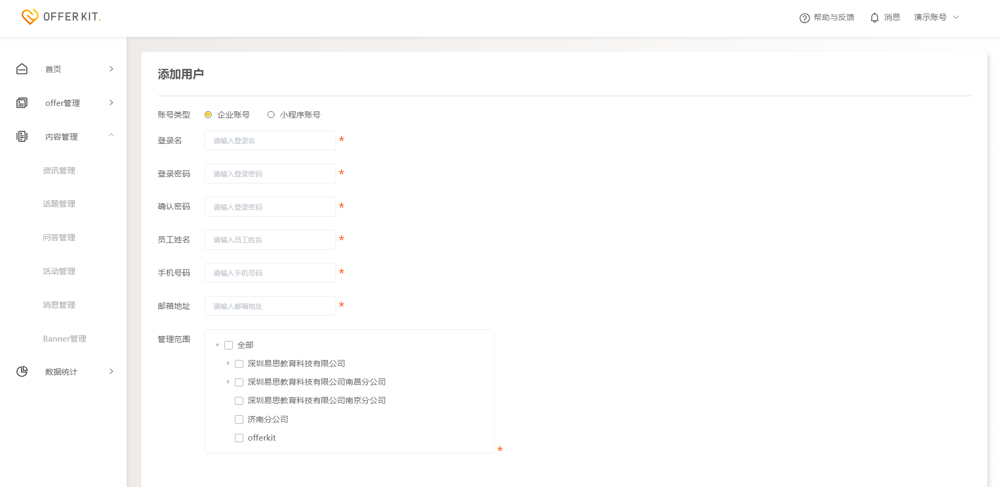 OFFER KIT.
帮助与反馈
消息
演示账号
首页
offer管理
内容管理
资讯管理
话题管理
问答管理
活动管理
消息管理
Banner管理
数据统计
添加用户
账号类型 企业账号 小程序账号
登录名 请输入登录名 *
登录密码 请输入登录密码 *
确认密码 请输入登录密码 *
员工姓名 请输入员工姓名 *
手机号码 请输入手机号码 *
邮箱地址 请输入邮箱地址 *
管理范围
全部
深圳易思教育科技有限公司
深圳易思教育科技有限公司南昌分公司
深圳易思教育科技有限公司南京分公司
济南分公司
offerkit
*